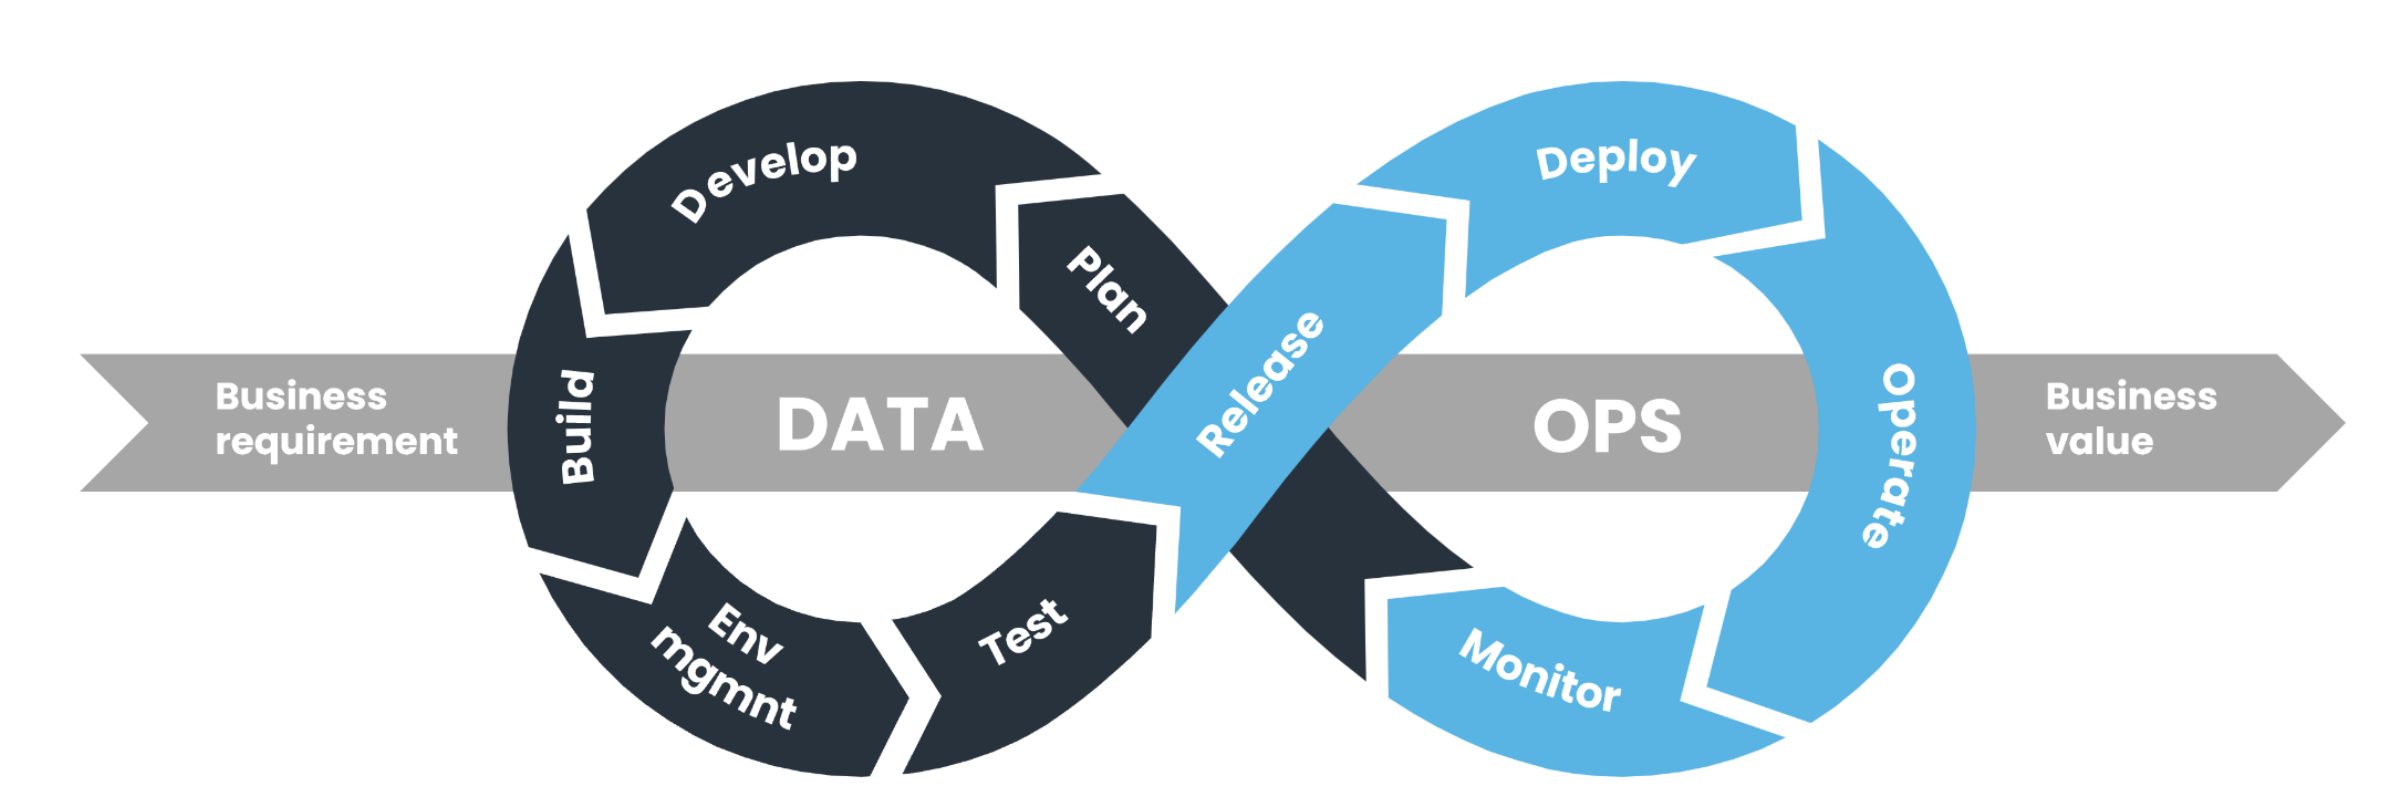 Business
requirement
DATA
Plan
Develop
Build
Env
mgmnt
Test
Release
OPS
Deploy
Operate
Monitor
Business
value